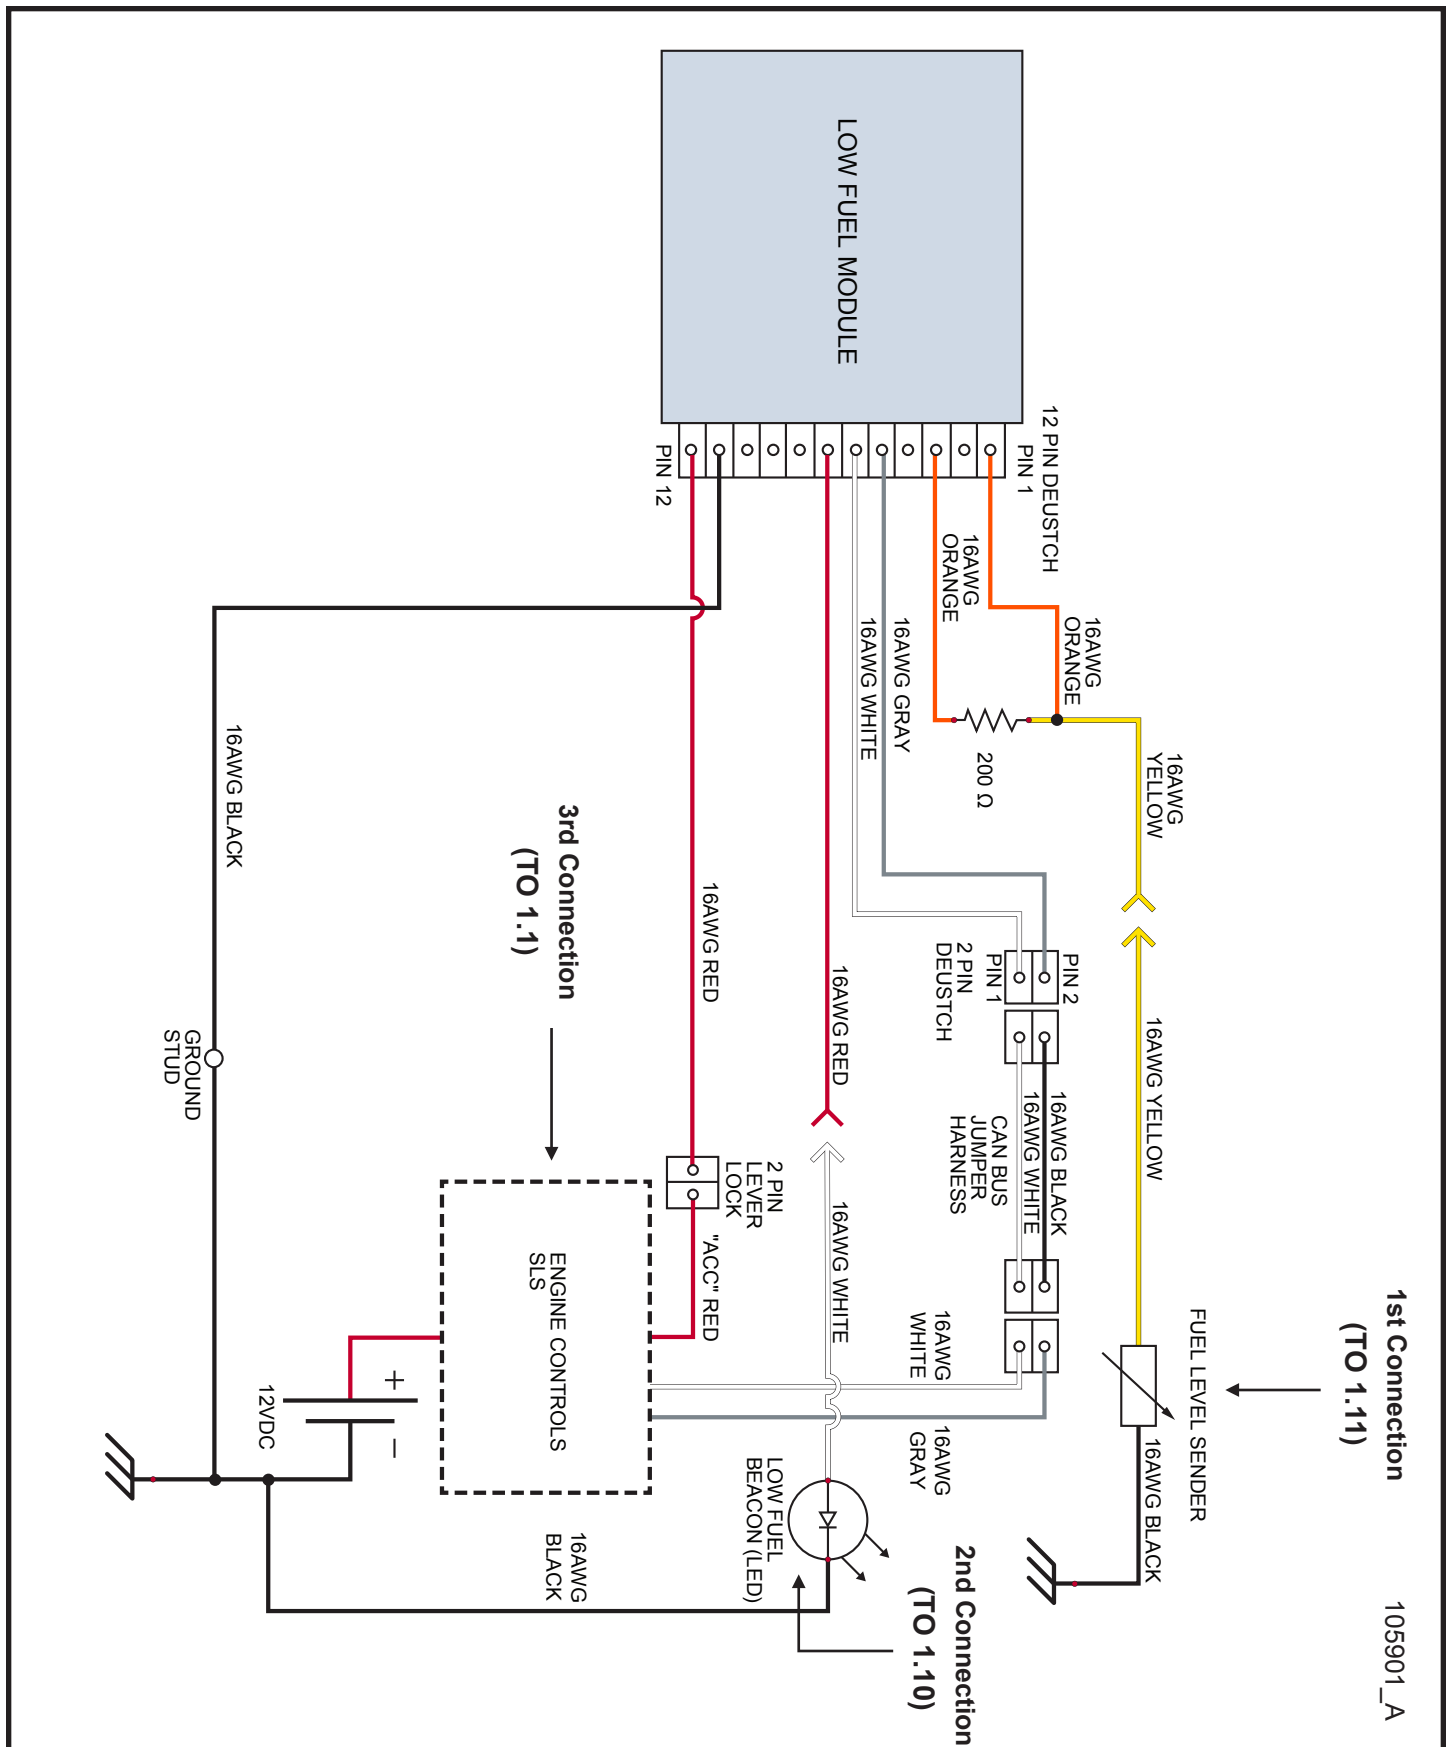 105901_A
1st Connection
(TO 1.11)
FUEL LEVEL SENDER
16AWG
YELLOW
16AWG YELLOW
16AWG BLACK
12 PIN DEUSTCH
PIN 1
16AWG
ORANGE
16AWG
ORANGE
200 Ω
16AWG GRAY
16AWG WHITE
PIN 2
PIN 1
2 PIN
DEUSTCH
16AWG BLACK
16AWG WHITE
CAN BUS
JUMPER
HARNESS
16AWG
WHITE
16AWG
GRAY
2nd Connection
(TO 1.10)
LOW FUEL MODULE
16AWG RED
16AWG WHITE
LOW FUEL
BEACON (LED)
PIN 12
16AWG RED
2 PIN
LEVER
LOCK
"ACC" RED
3rd Connection
(TO 1.1)
ENGINE CONTROLS
SLS
16AWG
BLACK
+
–
12VDC
16AWG BLACK
GROUND
STUD